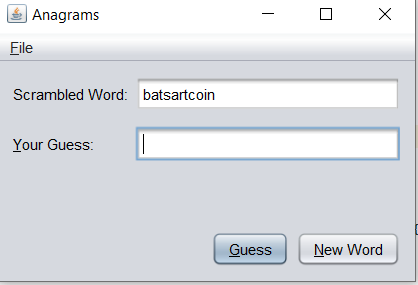 Anagrams
File
Scrambled Word: batsartcoin
Your Guess:
Guess New Word